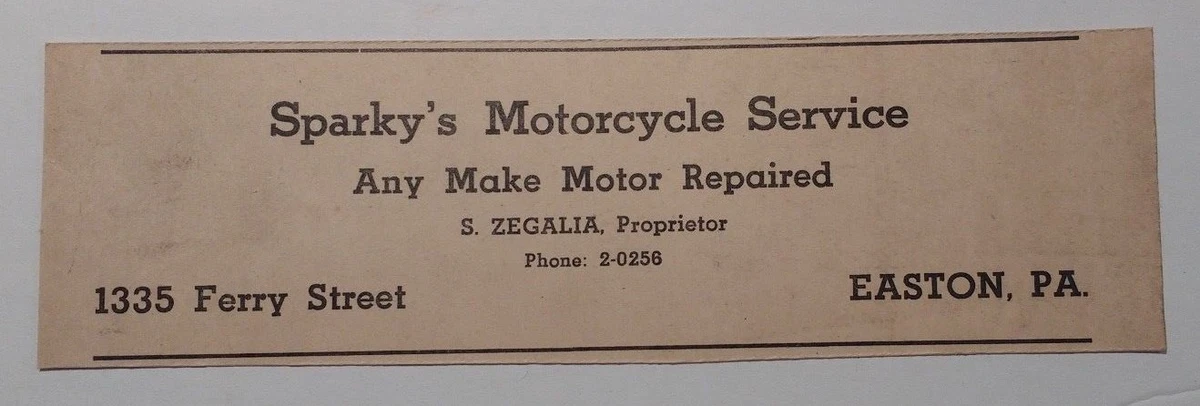 Sparky's Motorcycle Service
Any Make Motor Repaired
S. ZEGALIA, Proprietor
Phone: 2-0256
1335 Ferry Street
EASTON, PA.